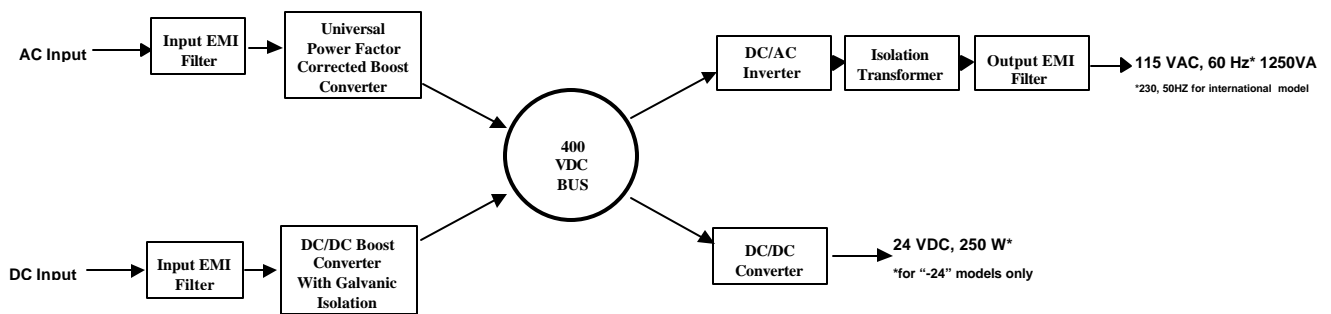 AC Input
Input EMI
Filter
Universal
Power Factor
Corrected Boost
Converter
400
VDC
BUS
DC/AC
Inverter
Isolation
Transformer
Output EMI
Filter
115 VAC, 60 Hz* 1250VA
*230, 50HZ for international model
DC Input
Input EMI
Filter
DC/DC Boost
Converter
With Galvanic
Isolation
DC/DC
Converter
24 VDC, 250 W*
*for “-24” models only